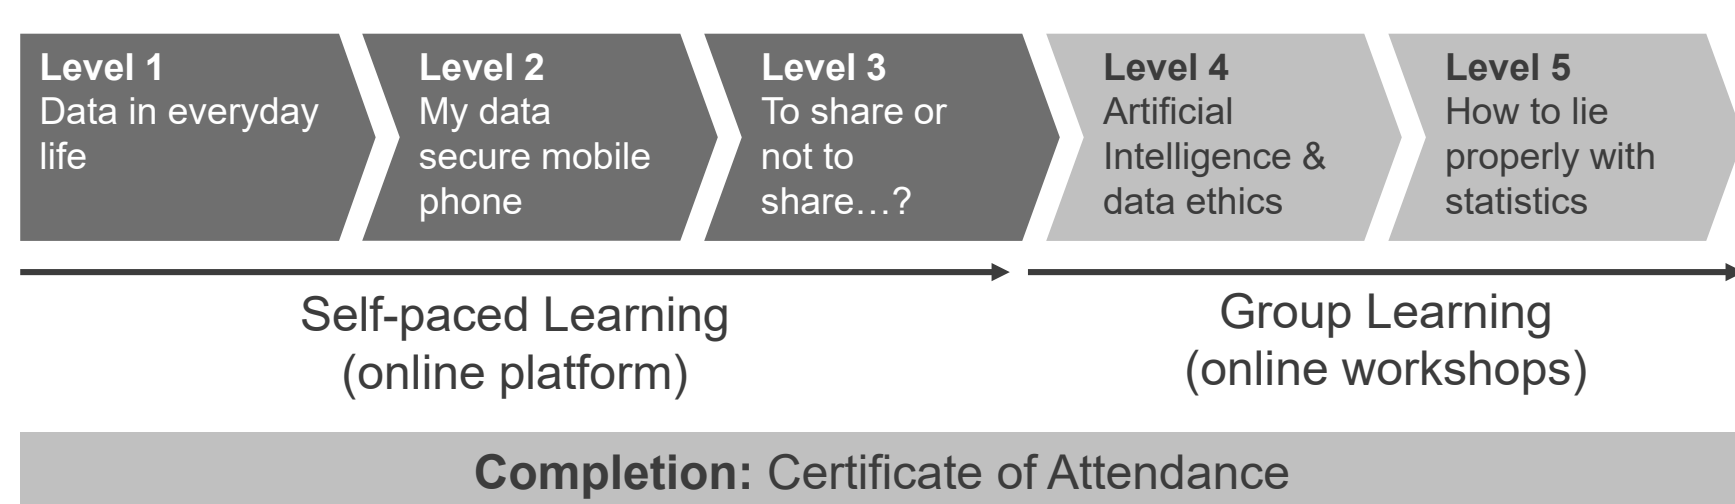 Level 1
Data in everyday
life
Level 2
My data
secure mobile
phone
Level 3
To share or
not to
share…?
Level 4
Artificial
Intelligence &
data ethics
Level 5
How to lie
properly with
statistics
Self-paced Learning
(online platform)
Group Learning
(online workshops)
Completion: Certificate of Attendance